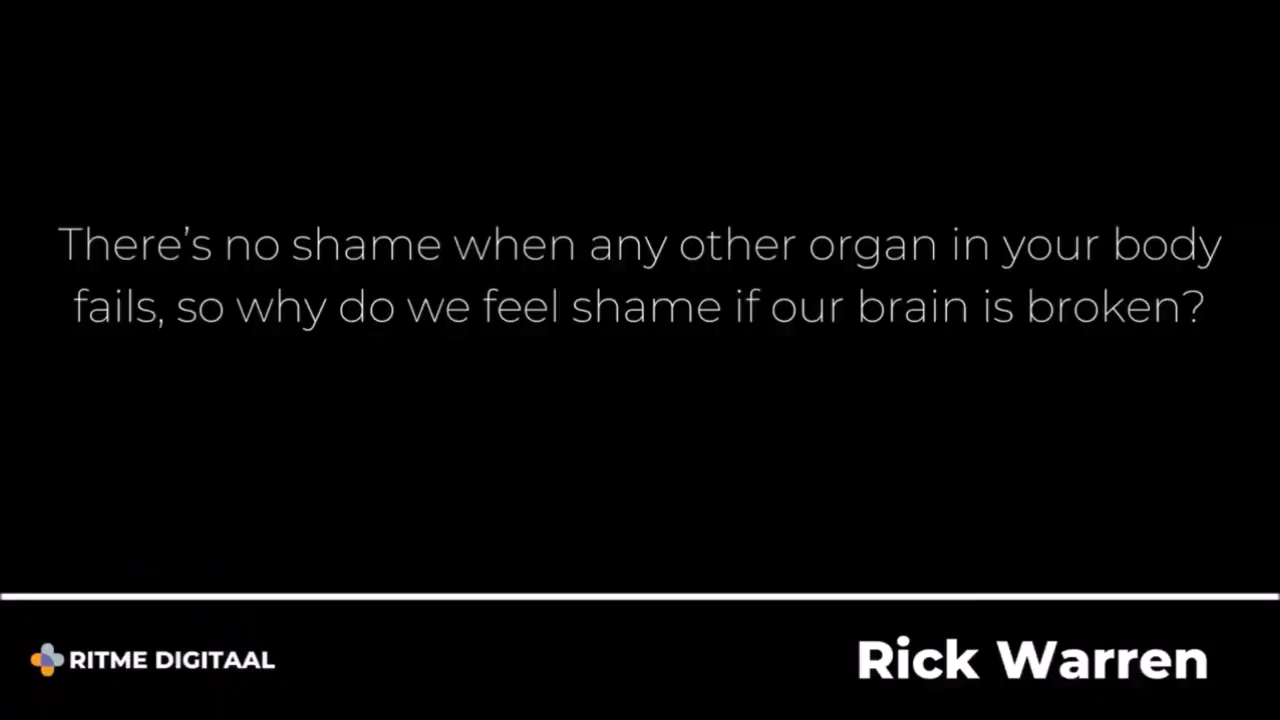 There’s no shame when any other organ in your body
fails, so why do we feel shame if our brain is broken?
RITME DIGITAAL
Rick Warren